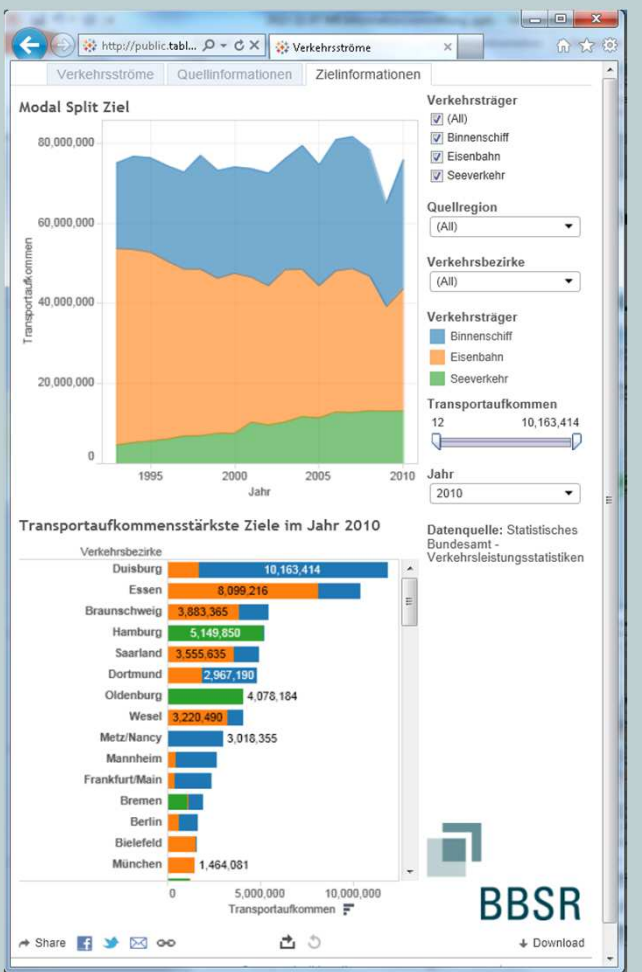 http://public.tabl...
Verkehrsströme
Verkehrsströme
Quellinformationen
Zielinformationen
Modal Split Ziel
80,000,000
60,000,000
40,000,000
20,000,000
0
Transportaufkommen
1995
2000
2005
2010
Jahr
Verkehrsträger
(All)
Binnenschiff
Eisenbahn
Seeverkehr
Quellregion
(All)
Verkehrsbezirke
(All)
Verkehrsträger
Binnenschiff
Eisenbahn
Seeverkehr
Transportaufkommen
12 10,163,414
Jahr
2010
Datenquelle: Statistisches
Bundesamt -
Verkehrsleistungsstatistiken
Transportaufkommensstärkste Ziele im Jahr 2010
Verkehrsbezirke
Duisburg 10,163,414
Essen 8,099,216
Braunschweig 3,883,365
Hamburg 5,149,850
Saarland 3,555,635
Dortmund 2,967,190
Oldenburg 4,078,184
Wesel 3,220,490
Metz/Nancy 3,018,355
Mannheim
Frankfurt/Main
Bremen
Berlin
Bielefeld
München 1,464,081
0 5,000,000 10,000,000
Transportaufkommen
BBSR
Share
Download